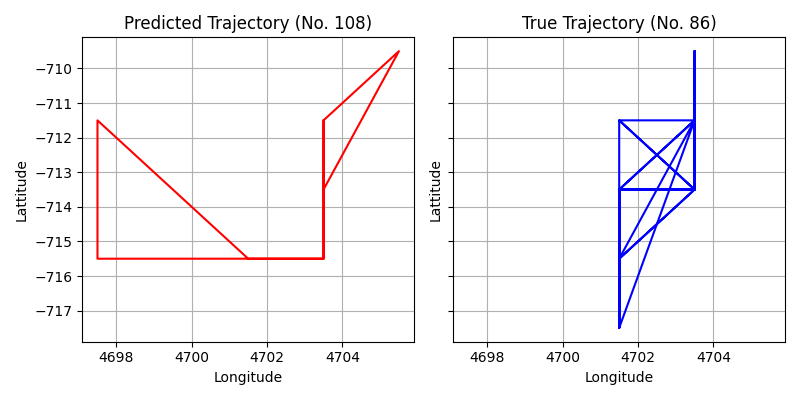 Predicted Trajectory (No. 108)
True Trajectory (No. 86)
−710
−711
−712
−713
−714
−715
−716
−717
Lattitude
Lattitude
4698
4700
4702
4704
4698
4700
4702
4704
Longitude
Longitude